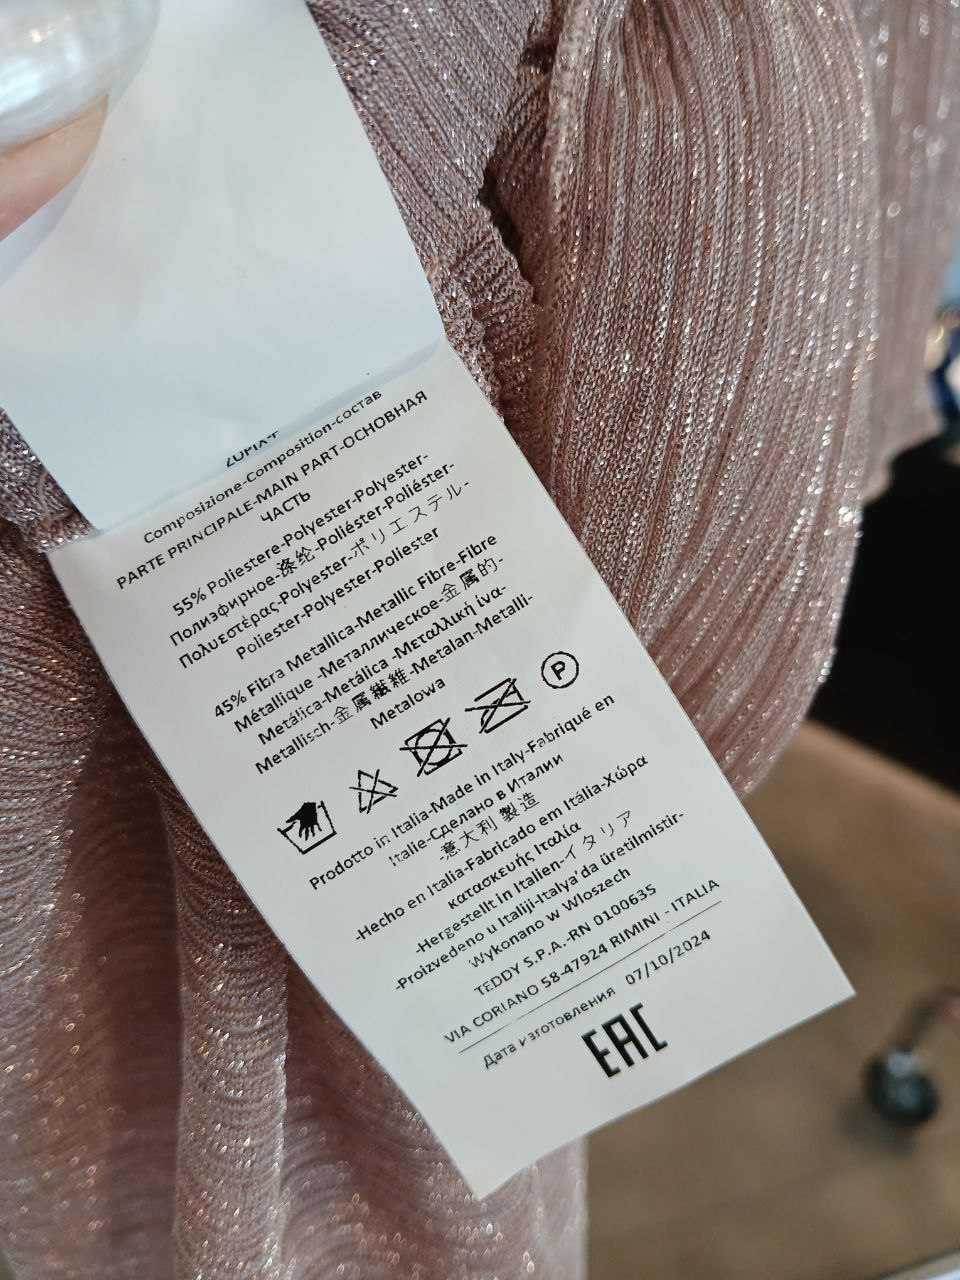 Composizione-Composition-состав
PARTE PRINCIPALE-MAIN PART-ОСНОВНАЯ
ЧАСТЬ
55% Poliestere-Polyester-Polyester-
Полиэфирное-涤纶-Poliéster-Poliéster-
Πολυεστέρας-Polyester-ポリエステル-
Poliester-Polyester-Poliester
45% Fibra Metallica-Metallic Fibre-Fibre
Métallique -Металлическое-金属的-
Metálica-Metálica -Μεταλλική ίνα-
Metallisch-金属繊維-Metalan-Metalli-
Metalowa
P
Prodotto in Italia-Made in Italy-Fabriqué en
Italie-Сделано в Италии
-意大利製造
-Hecho en Italia-Fabricado em Itália-Χώρα
κατασκευής Ιταλία
-Hergestellt in Italien-イタリア
-Proizvedeno u Italiji-Italya'da üretilmistir-
Wykonano w Wloszech
TEDDY S.P.A.-RN 0100635
VIA CORIANO 58-47924 RIMINI - ITALIA
Дата изготовления 07/10/2024
EAC